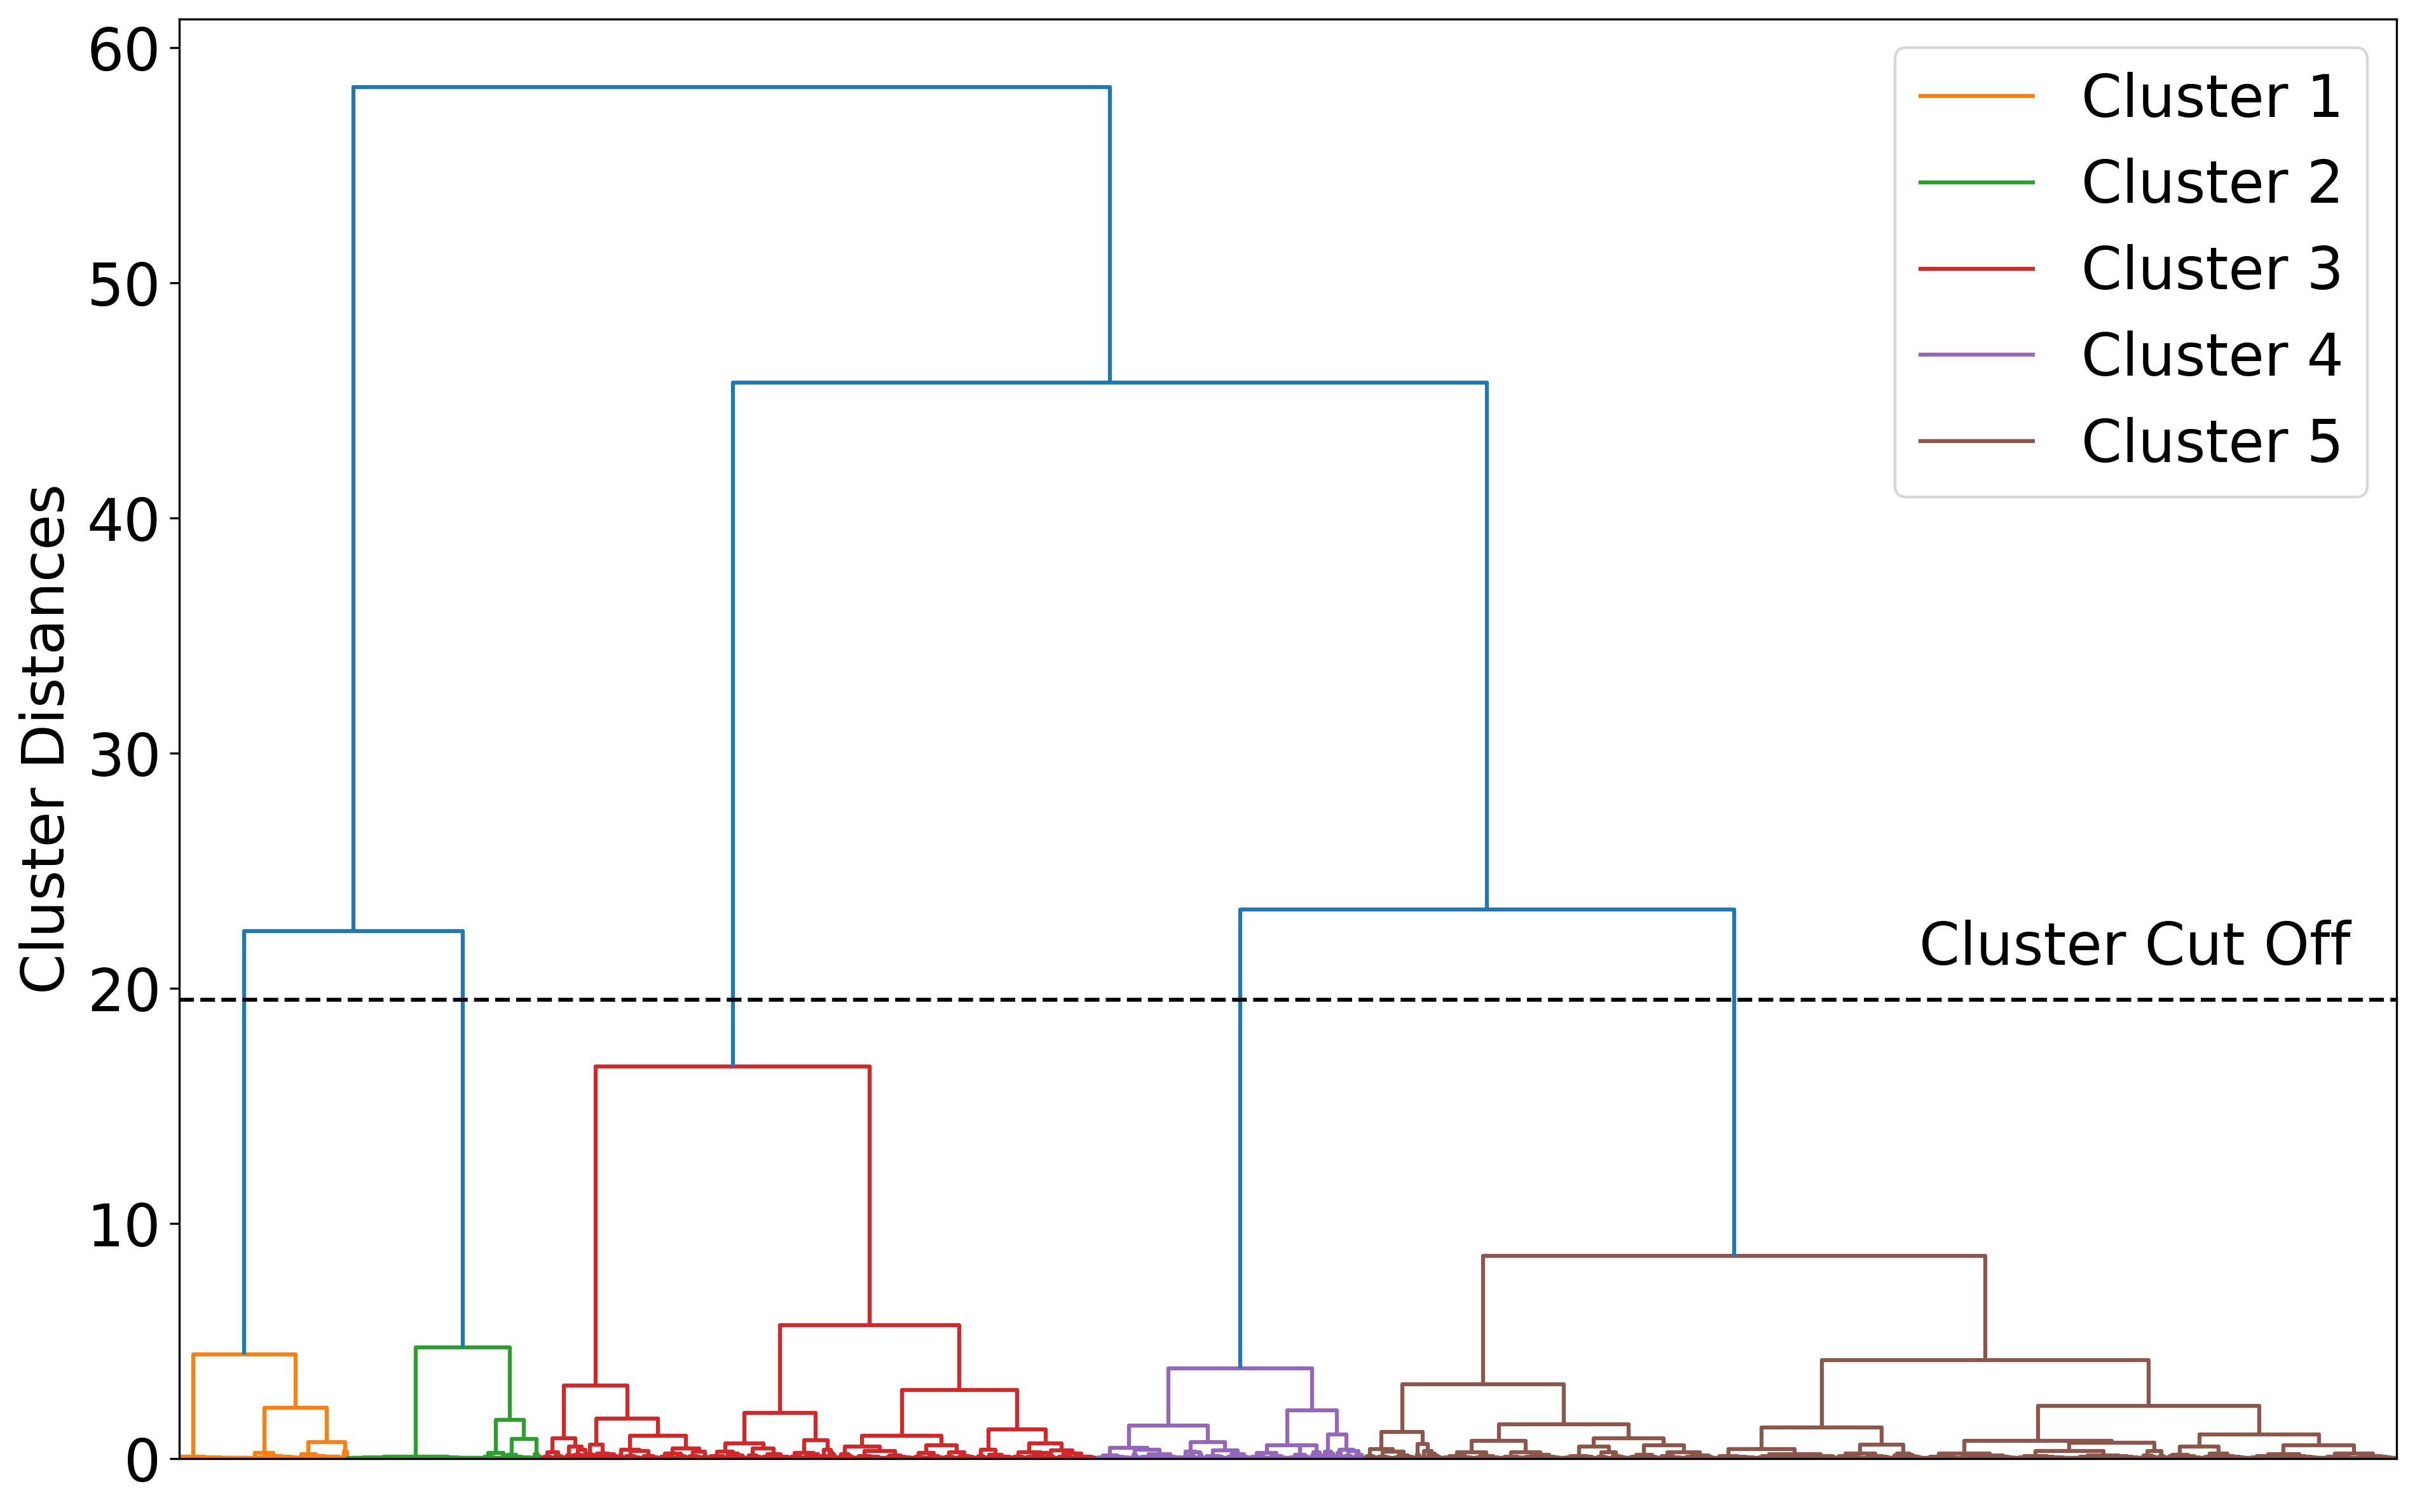 60
50
40
30
20
10
0
Cluster Distances
Cluster 1
Cluster 2
Cluster 3
Cluster 4
Cluster 5
Cluster Cut Off